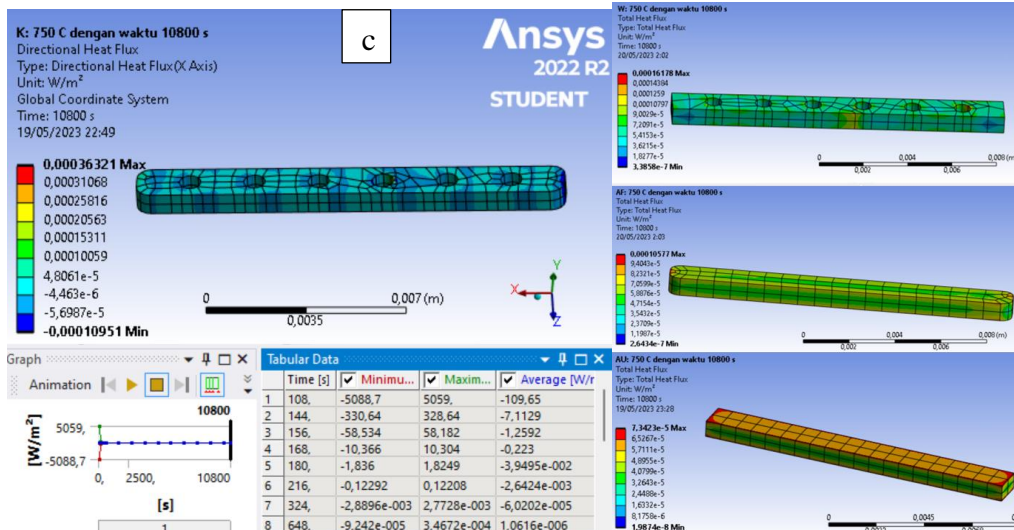 K: 750 C dengan waktu 10800 s
Directional Heat Flux
Type: Directional Heat Flux(X Axis)
Unit: W/m²
Global Coordinate System
Time: 10800 s
19/05/2023 22:49
c
Ansys
2022 R2
STUDENT
0,00036321 Max
0,00031068
0,00025816
0,00020563
0,00015311
0,00010059
4,8061e-5
-4,463e-6
-5,6987e-5
-0,00010951 Min
0
0,007 (m)
0,0035
X
Y
Z
Graph
Animation
10800
[W/m²]
5059,
-5088,7
0,
2500,
10800
[s]
1
Tabular Data
Time [s] Minimu... Maxim... Average [W/r
1 108, -5088,7 5059, -109,65
2 144, -330,64 328,64 -7,1129
3 156, -58,534 58,182 -1,2592
4 168, -10,366 10,304 -0,223
5 180, -1,836 1,8249 -3,9495e-002
6 216, -0,12292 0,12208 -2,6424e-003
7 324, -2,8896e-003 2,7728e-003 -6,0202e-005
8 648, -9,242e-005 3,4672e-004 1,0616e-006
W: 750 C dengan waktu 10800 s
Total Heat Flux
Type: Total Heat Flux
Unit: W/m²
Time: 10800 s
20/05/2023 2:02
0,00016178 Max
0,00014384
0,0001259
0,00010797
9,0029e-5
7,2091e-5
5,4153e-5
3,6215e-5
1,8277e-5
3,3858e-7 Min
0
0,004
0,008 (m
0,002
0,006
AF: 750 C dengan waktu 10800 s
Total Heat Flux
Type: Total Heat Flux
Unit: W/m²
Time: 10800 s
20/05/2023 2:03
0,00010577 Max
9,4043e-5
8,2321e-5
7,0599e-5
5,8876e-5
4,7154e-5
3,5432e-5
2,3709e-5
1,1987e-5
2,6434e-7 Min
0
0,004
0,008 (m)
0,002
0,006
AU: 750 C dengan waktu 10800 s
Total Heat Flux
Type: Total Heat Flux
Unit: W/m²
Time: 10800 s
19/05/2023 23:28
7,3423e-5 Max
6,5267e-5
5,7111e-5
4,8955e-5
4,0799e-5
3,2643e-5
2,4488e-5
1,6332e-5
8,1758e-6
1,9874e-8 Min
0
0,0045